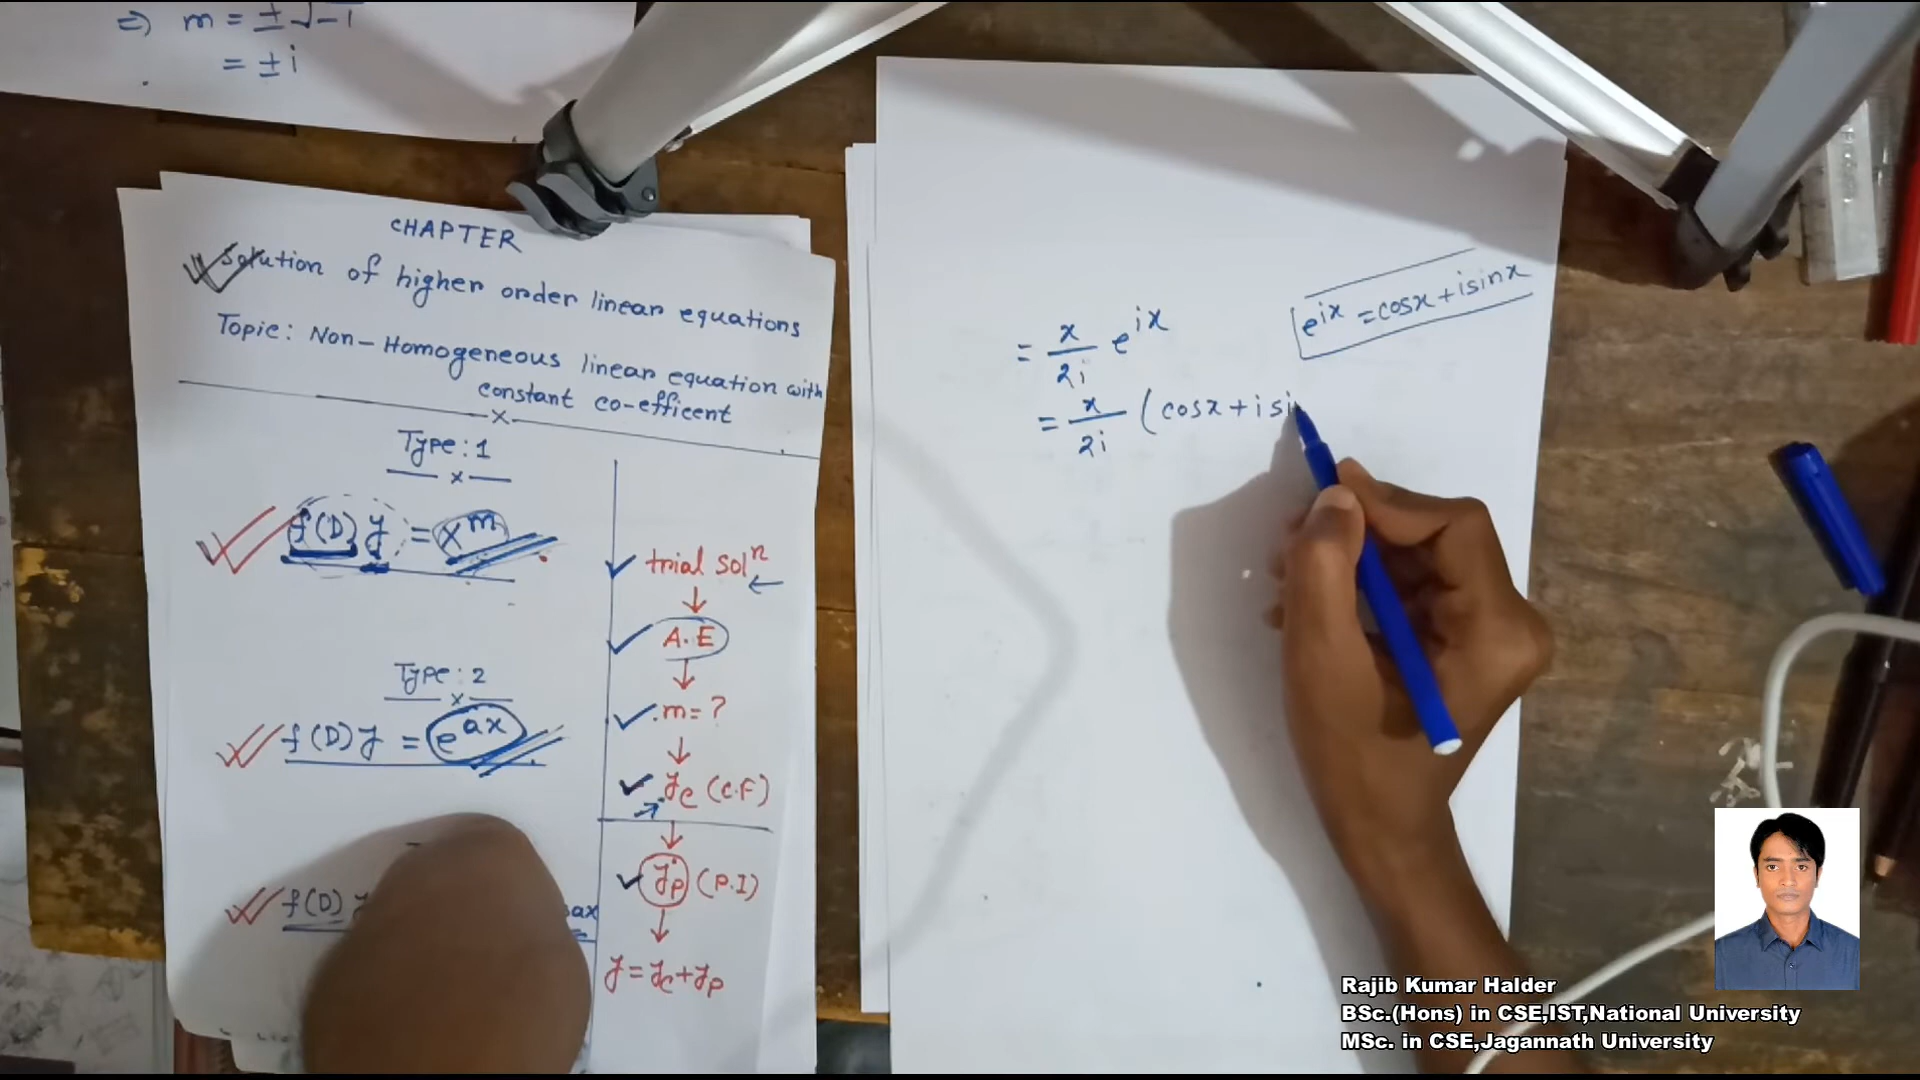 ⇒ m = ±√-1
= ±i
CHAPTER
Solution of higher order linear equations
Topic: Non-Homogeneous linear equation with
constant co-efficent
Type: 1
f(D)y = x^m
Type: 2
f(D)y = e^ax
f(D)
ax
trial solⁿ
↓
A.E
↓
m=?
↓
y_c (C.F)
↓
y_p (P.I)
↓
y = y_c + y_p
= x/2i e^ix
e^ix = cosx + isinx
= x/2i (cosx + i si
Rajib Kumar Halder
BSc.(Hons) in CSE,IST,National University
MSc. in CSE,Jagannath University